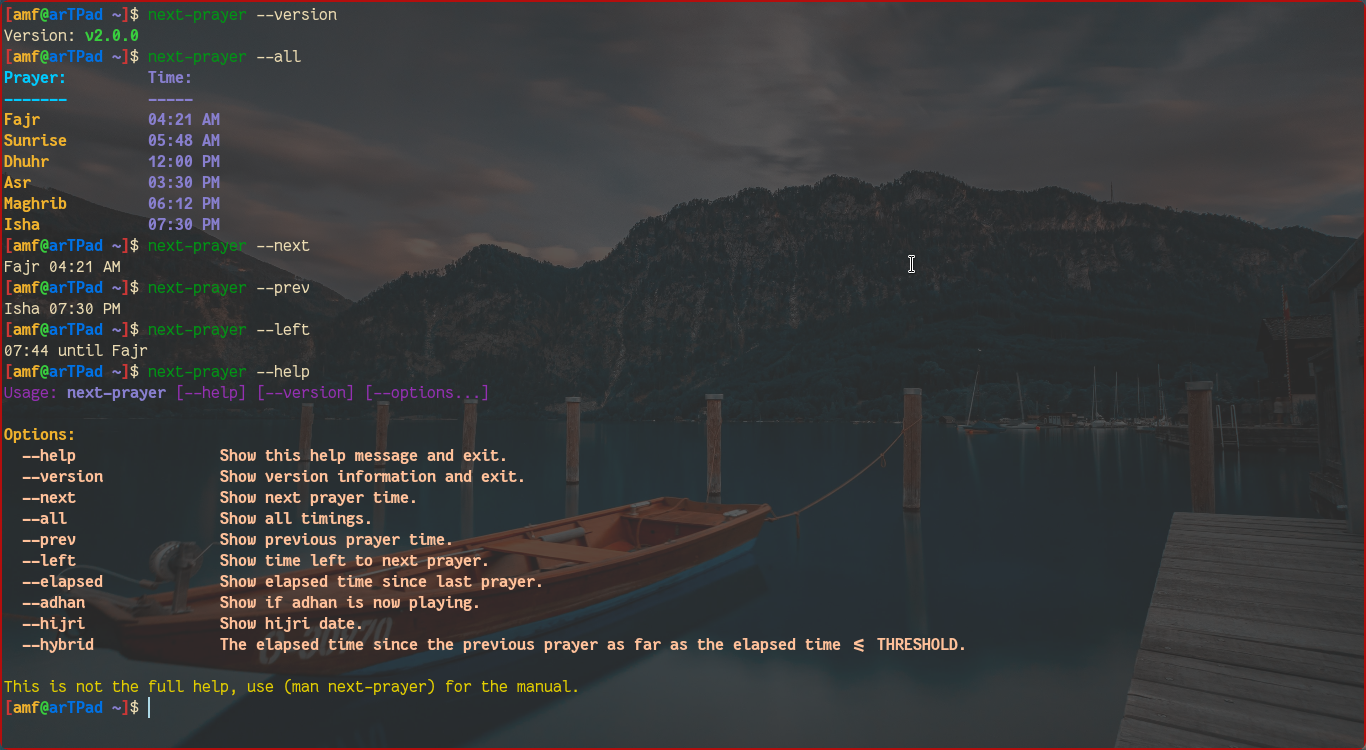 [amf@arTPad ~]$ next-prayer --version
Version: v2.0.0
[amf@arTPad ~]$ next-prayer --all
Prayer:         Time:
-------         -----
Fajr            04:21 AM
Sunrise         05:48 AM
Dhuhr           12:00 PM
Asr             03:30 PM
Maghrib         06:12 PM
Isha            07:30 PM
[amf@arTPad ~]$ next-prayer --next
Fajr 04:21 AM
[amf@arTPad ~]$ next-prayer --prev
Isha 07:30 PM
[amf@arTPad ~]$ next-prayer --left
07:44 until Fajr
[amf@arTPad ~]$ next-prayer --help
Usage: next-prayer [--help] [--version] [--options...]
Options:
  --help                Show this help message and exit.
  --version             Show version information and exit.
  --next                Show next prayer time.
  --all                 Show all timings.
  --prev                Show previous prayer time.
  --left                Show time left to next prayer.
  --elapsed             Show elapsed time since last prayer.
  --adhan               Show if adhan is now playing.
  --hijri               Show hijri date.
  --hybrid              The elapsed time since the previous prayer as far as the elapsed time ⩽ THRESHOLD.
This is not the full help, use (man next-prayer) for the manual.
[amf@arTPad ~]$